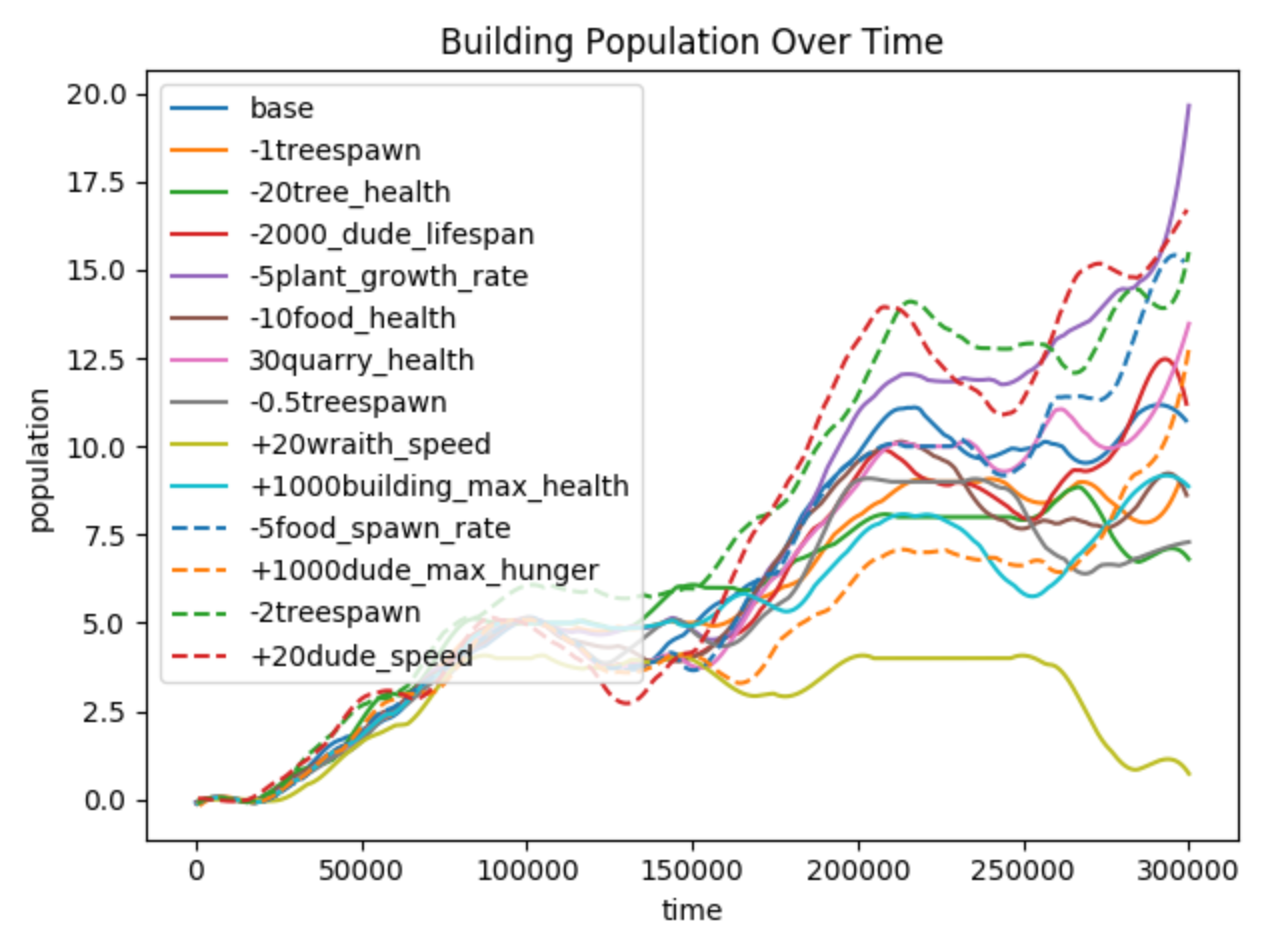 Building Population Over Time
20.0
17.5
15.0
12.5
10.0
7.5
5.0
2.5
0.0
population
base
-1treespawn
-20tree_health
-2000_dude_lifespan
-5plant_growth_rate
-10food_health
30quarry_health
-0.5treespawn
+20wraith_speed
+1000building_max_health
-5food_spawn_rate
+1000dude_max_hunger
-2treespawn
+20dude_speed
0 50000 100000 150000 200000 250000 300000
time